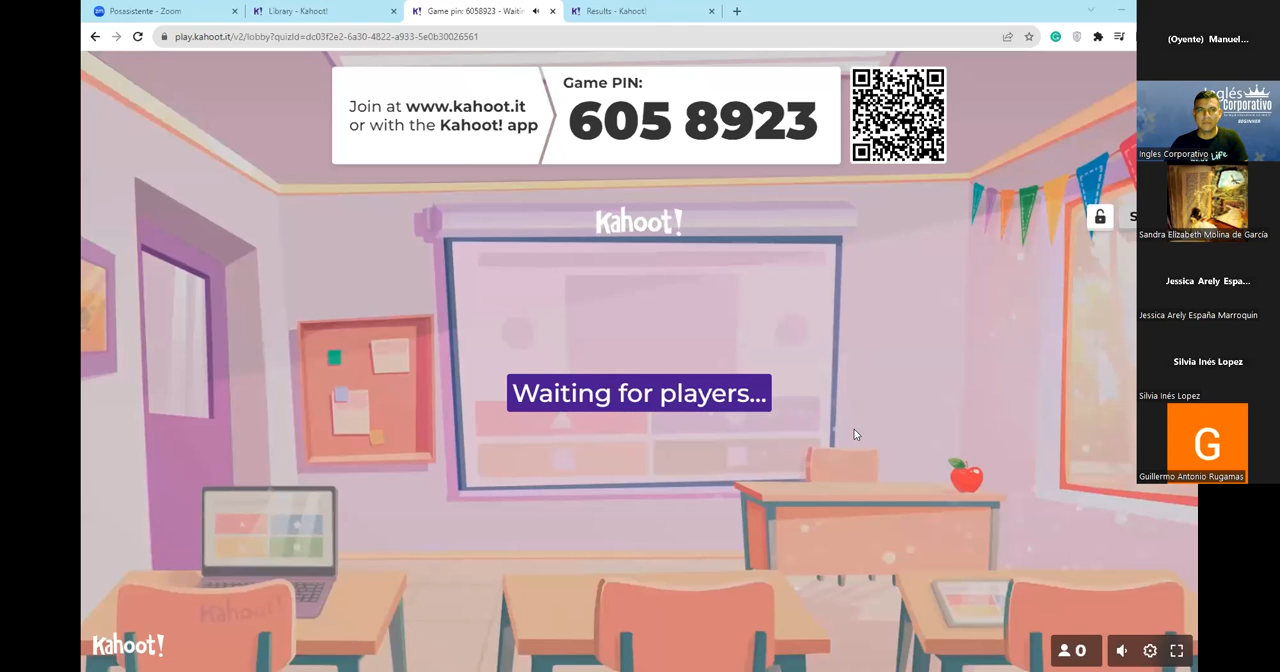 Posasistente - Zoom
Library - Kahoot!
Game pin: 6058923 - Waitin
Results - Kahoot!
play.kahoot.it/v2/lobby?quizId=dc03f2e2-6a30-4822-a933-5e0b30026561
Join at www.kahoot.it
or with the Kahoot! app
Game PIN:
605 8923
Kahoot!
S
Waiting for players...
Kahoot!
Kahoot!
0
(Oyente) Manuel...
Inglés
Corporativo
BEGINNER
Life
Ingles Corporativo
Sandra Elizabeth Molina de García
Jessica Arely Espa...
Jessica Arely España Marroquin
Silvia Inés Lopez
Silvia Inés Lopez
G
Guillermo Antonio Rugamas